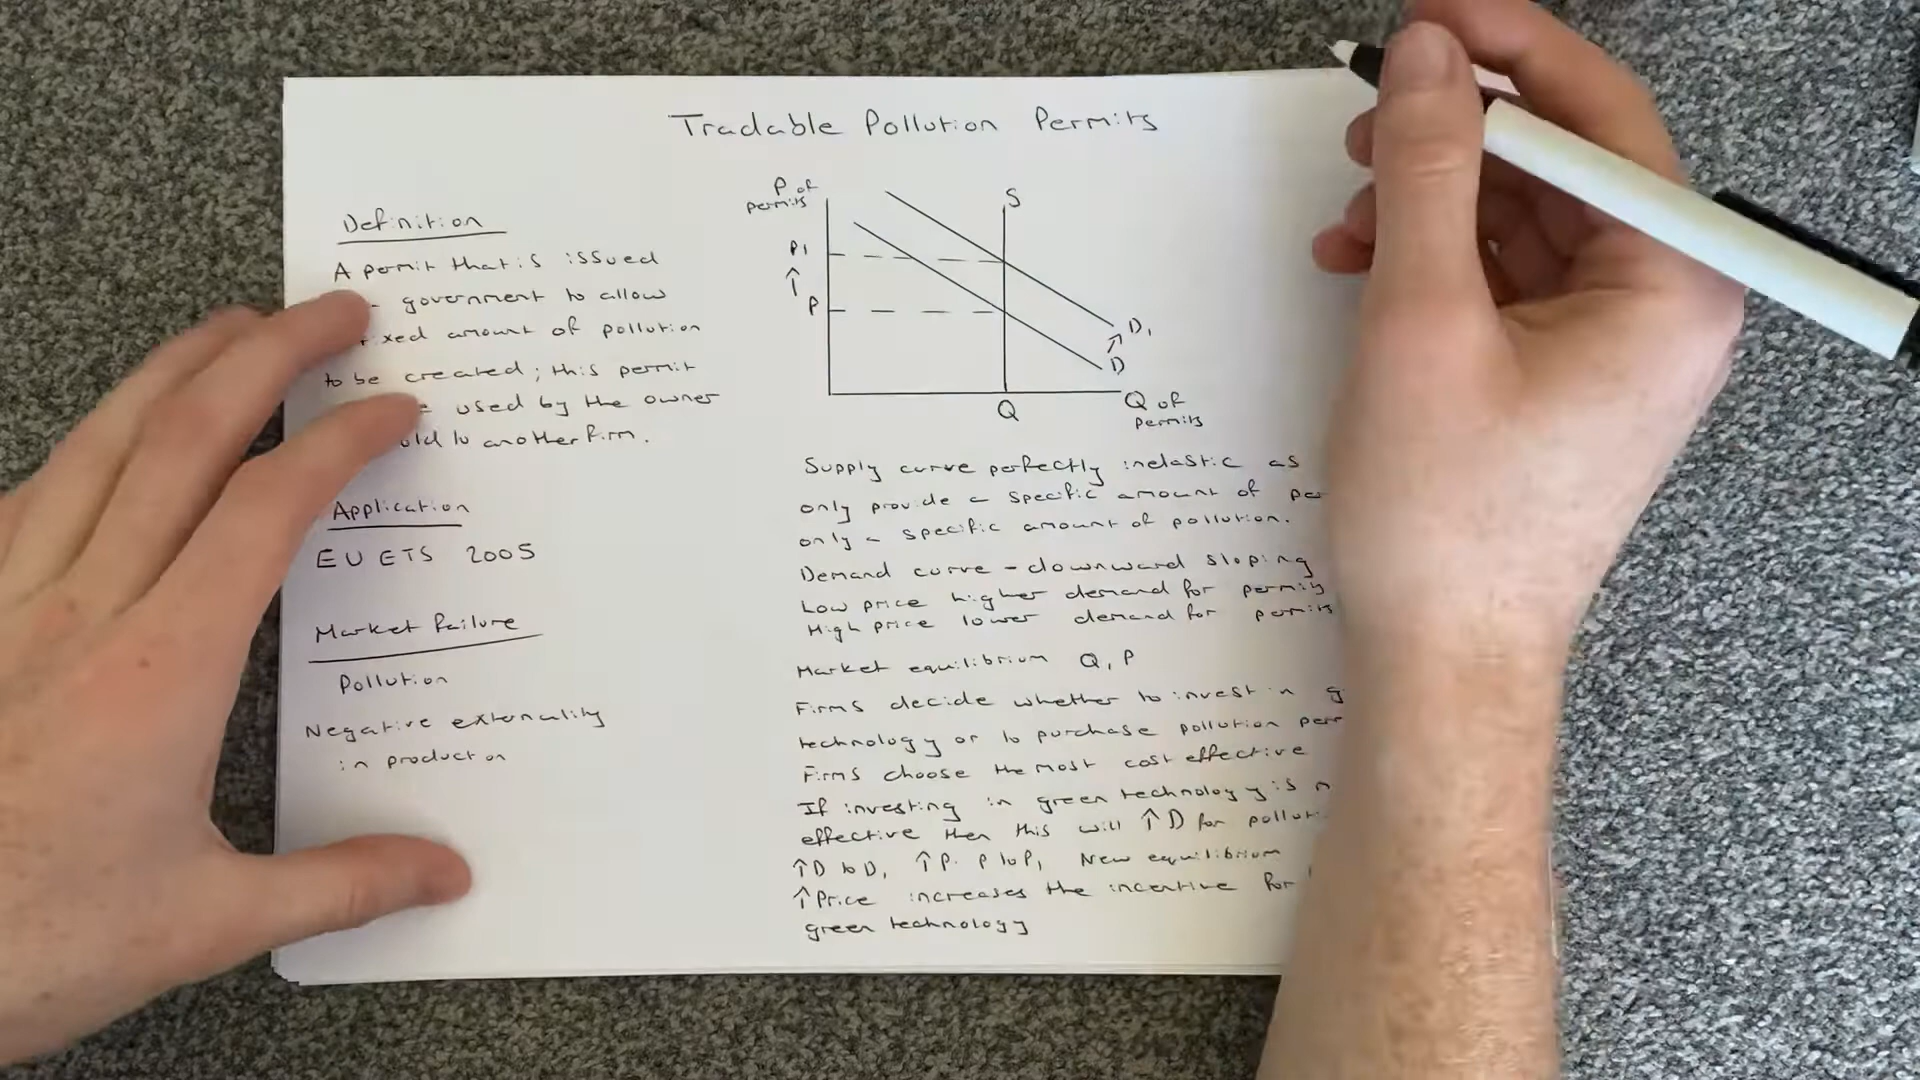 Tradable Pollution Permits
Definition
A permit that is issued
government to allow
xed amount of pollution
to be created; this permit
used by the owner
old to another firm.
Application
EU ETS 2005
Market failure
Pollution
Negative externality
in production
P of
permits
P1
↑
P
S
D1
↗
D
Q
Q of
permits
Supply curve perfectly inelastic as
only provide a specific amount of per
only a specific amount of pollution.
Demand curve - downward sloping
Low price higher demand for permits
High price lower demand for permits
Market equilibrium Q, P
Firms decide whether to invest in g
technology or to purchase pollution per
Firms choose the most cost effective
If investing in green technology is n
effective then this will ↑D for pollut
↑D to D1 ↑P. P to P1 New equilibrium
↑Price increases the incentive for
green technology